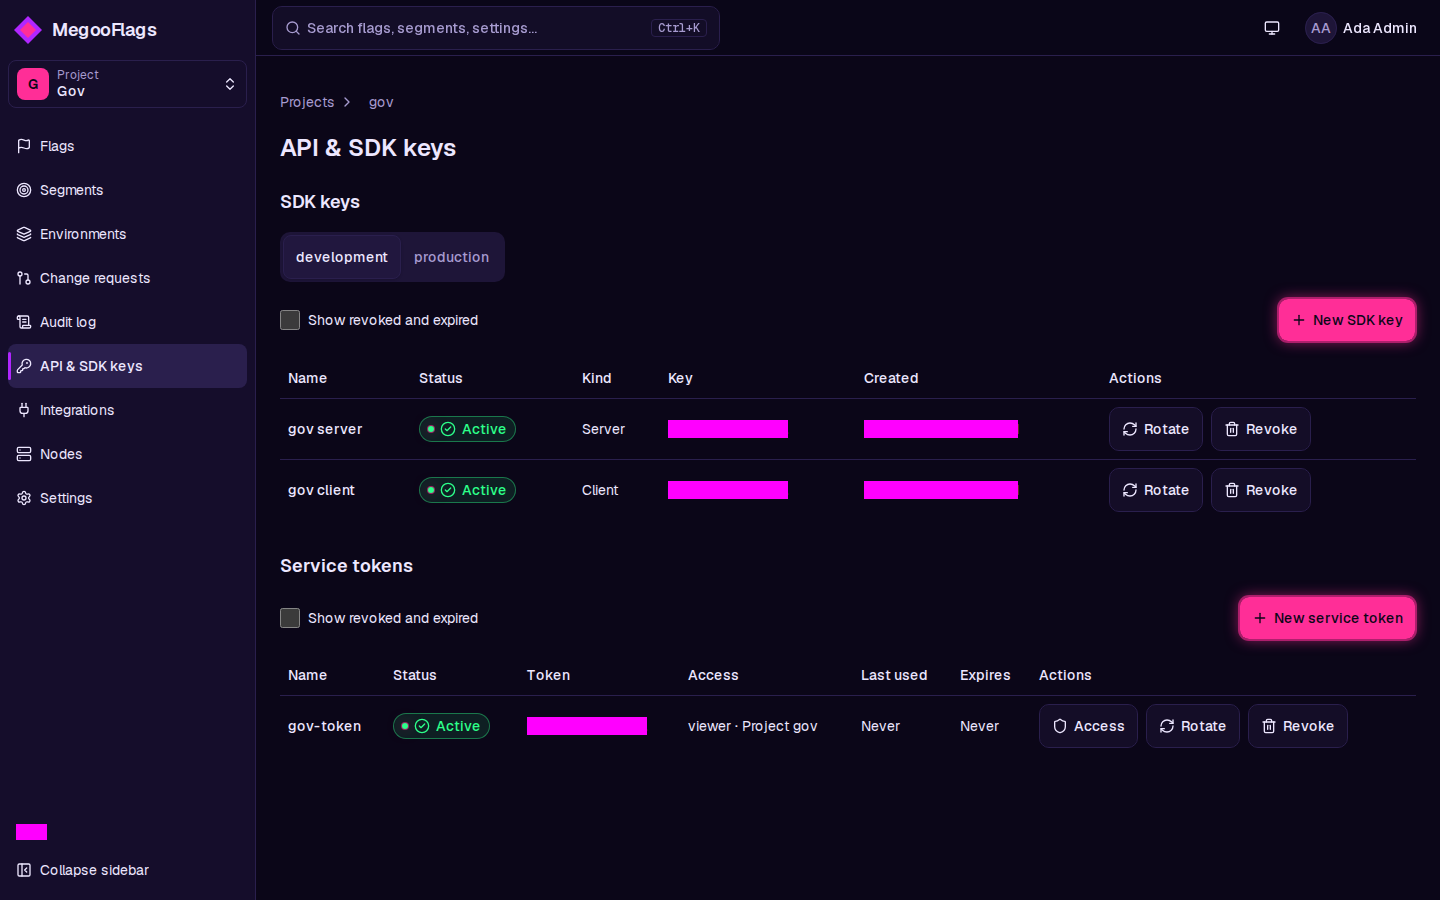 MegooFlags
Search flags, segments, settings...
Ctrl+K
AA
Ada Admin
G
Project
Gov
Flags
Segments
Environments
Change requests
Audit log
API & SDK keys
Integrations
Nodes
Settings
Collapse sidebar
Projects
gov
API & SDK keys
SDK keys
development
production
Show revoked and expired
New SDK key
Name Status Kind Key Created Actions
gov server Active Server Rotate Revoke
gov client Active Client Rotate Revoke
Service tokens
Show revoked and expired
New service token
Name Status Token Access Last used Expires Actions
gov-token Active viewer · Project gov Never Never Access Rotate Revoke